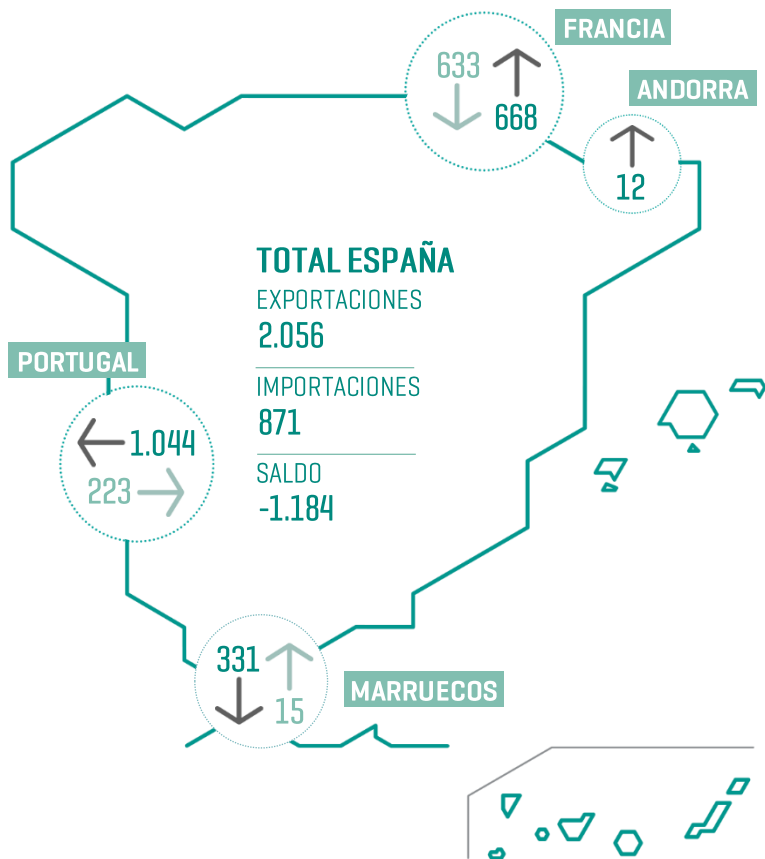 FRANCIA
633
668
ANDORRA
12
TOTAL ESPAÑA
EXPORTACIONES
2.056
IMPORTACIONES
871
SALDO
-1.184
PORTUGAL
1.044
223
331
15
MARRUECOS